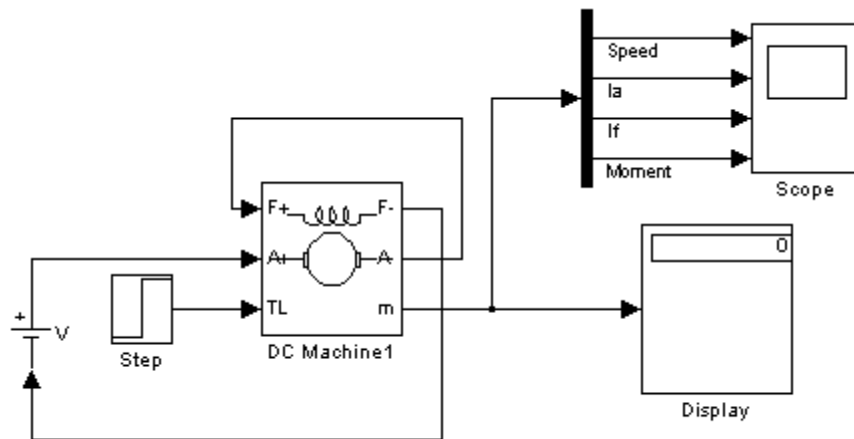 Speed
Ia
If
Moment
Scope
F+
F-
A+
A-
TL
m
DC Machine1
Step
+
V
0
Display